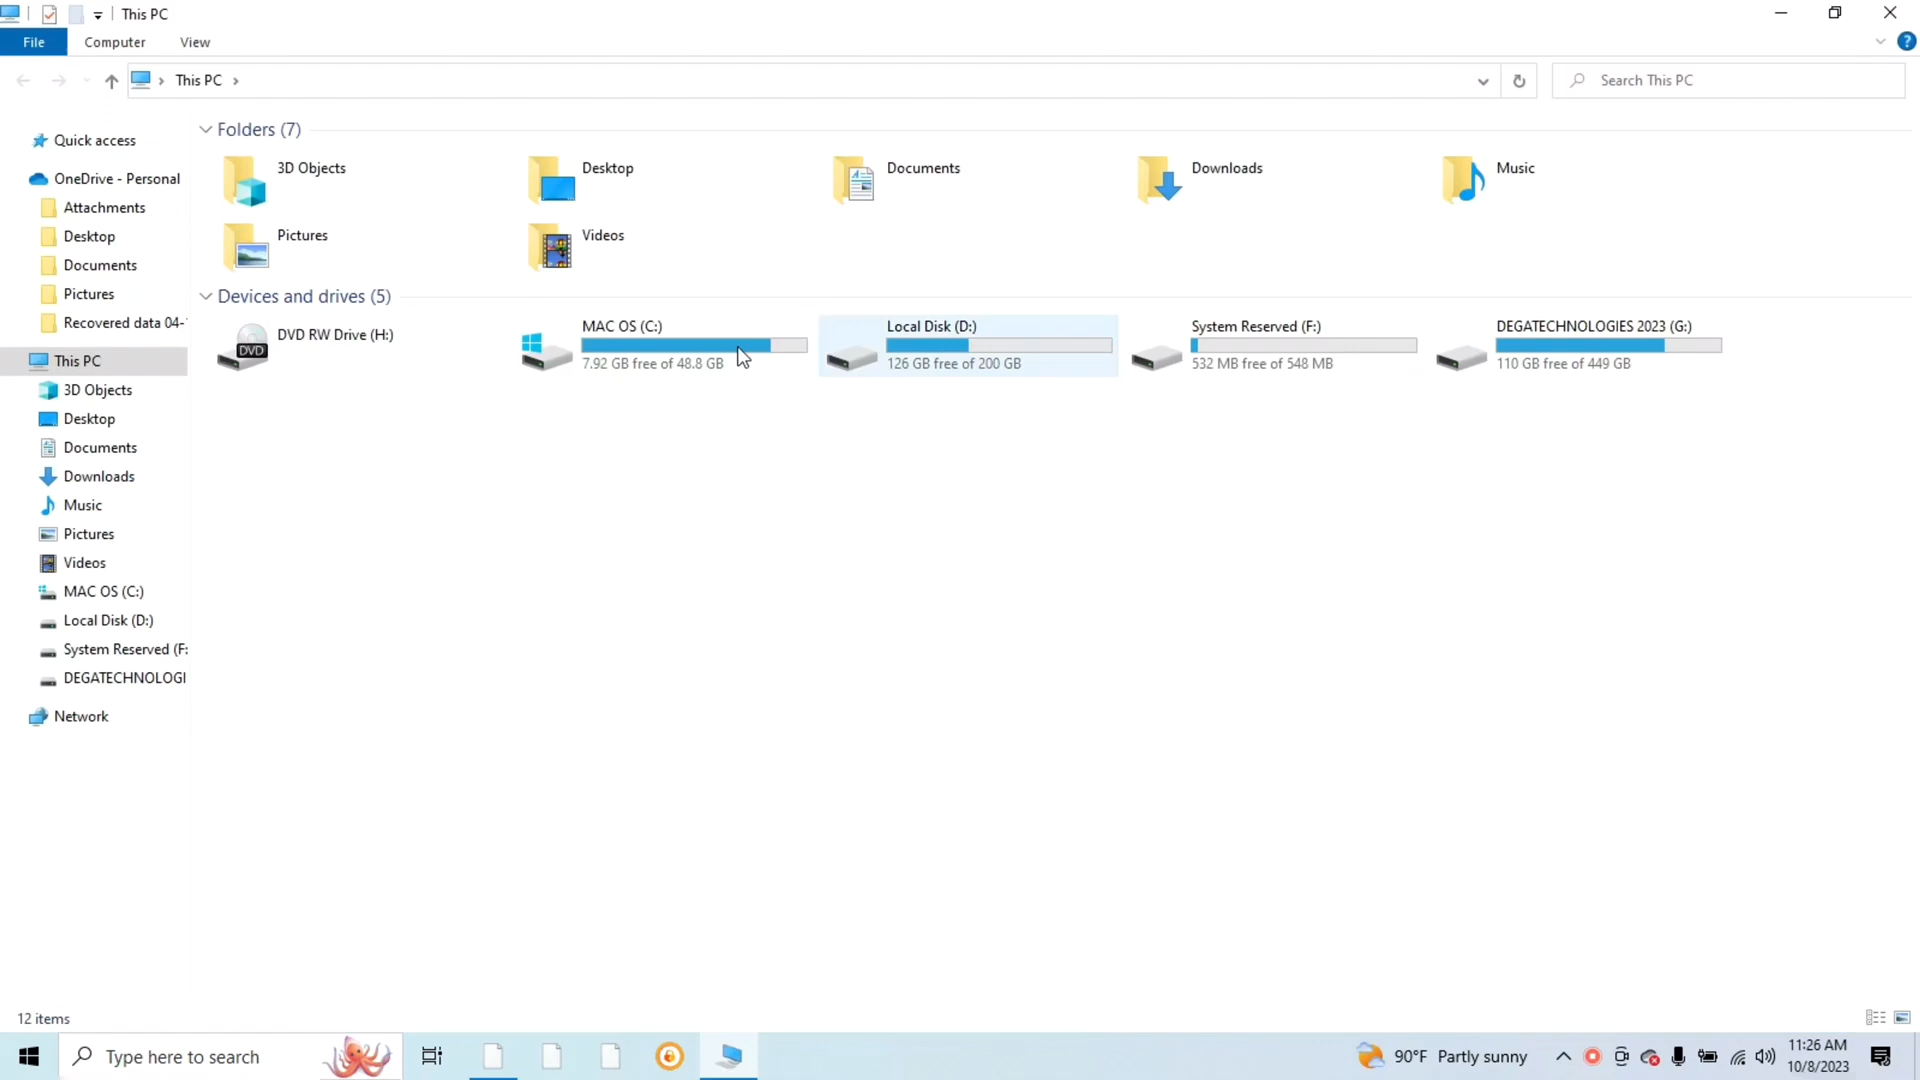 This PC
File Computer View
This PC
Search This PC
Quick access
OneDrive - Personal
Attachments
Desktop
Documents
Pictures
Recovered data 04-
This PC
3D Objects
Desktop
Documents
Downloads
Music
Pictures
Videos
MAC OS (C:)
Local Disk (D:)
System Reserved (F:
DEGATECHNOLOGI
Network
Folders (7)
3D Objects
Desktop
Documents
Downloads
Music
Pictures
Videos
Devices and drives (5)
DVD
DVD RW Drive (H:)
MAC OS (C:)
7.92 GB free of 48.8 GB
Local Disk (D:)
126 GB free of 200 GB
System Reserved (F:)
532 MB free of 548 MB
DEGATECHNOLOGIES 2023 (G:)
110 GB free of 449 GB
12 items
Type here to search
90°F Partly sunny
11:26 AM
10/8/2023